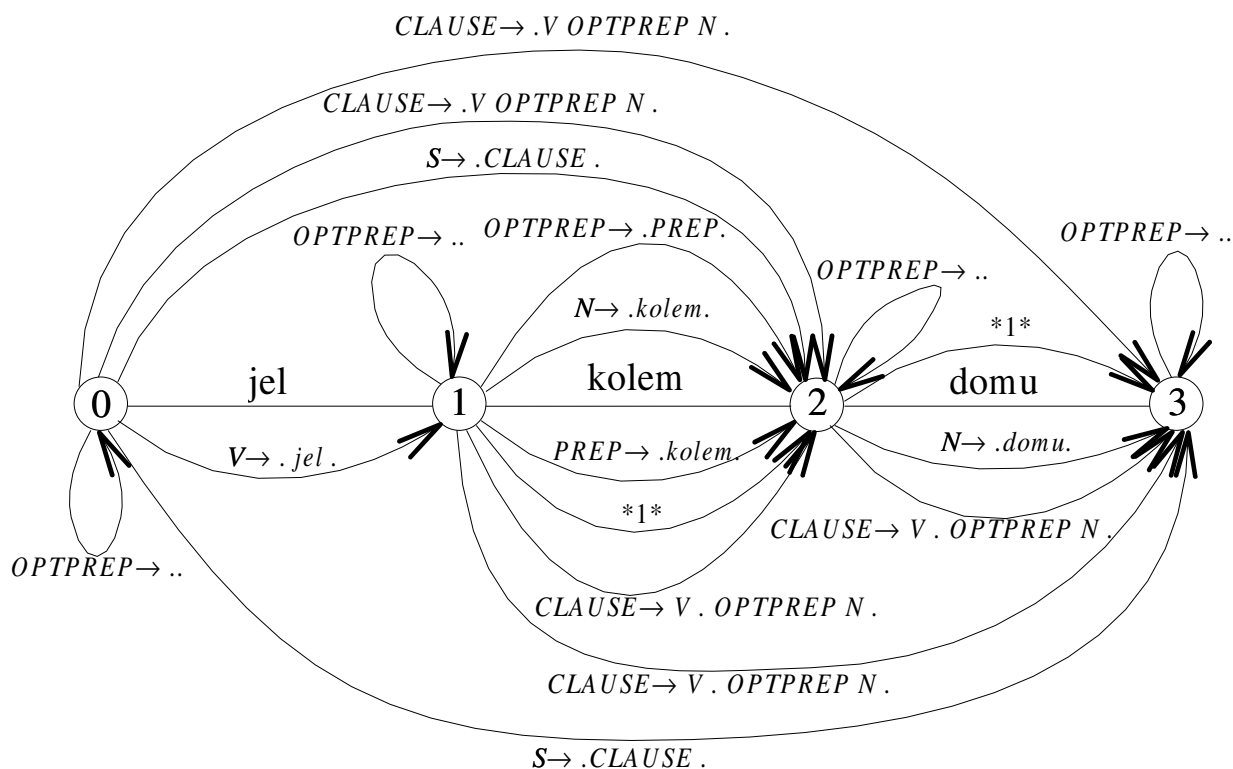 CLAUSE→ .V OPTPREP N .
CLAUSE→ .V OPTPREP N .
S→ .CLAUSE .
OPTPREP→ ..
OPTPREP→ .PREP.
OPTPREP→ ..
OPTPREP→ ..
N→ .kolem.
*1*
jel
kolem
domu
0
1
2
3
V→ . jel .
PREP→ .kolem.
N→ .domu.
*1*
CLAUSE→ V . OPTPREP N .
OPTPREP→ ..
CLAUSE→ V . OPTPREP N .
CLAUSE→ V . OPTPREP N .
S→ .CLAUSE .